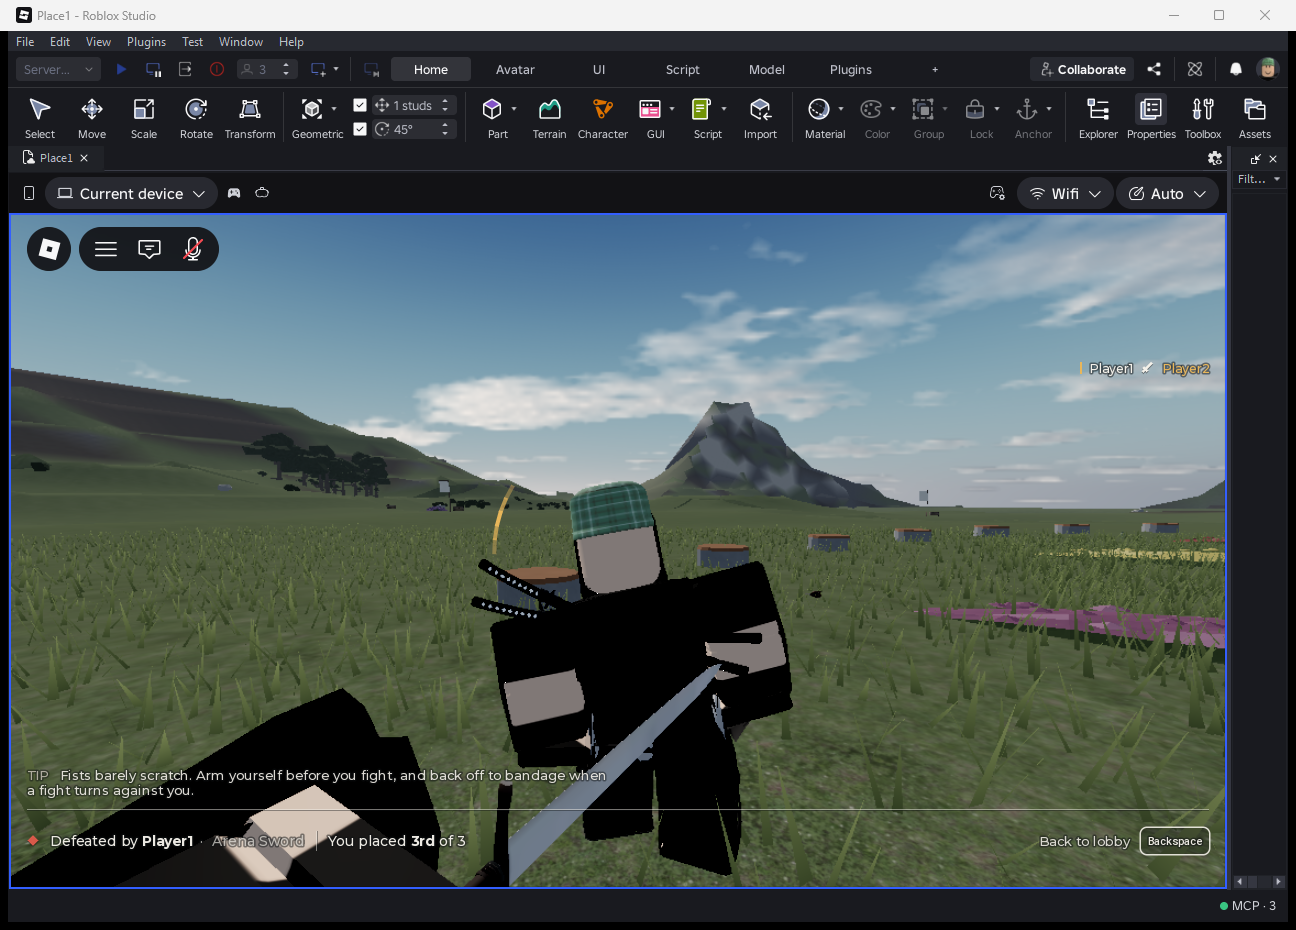 Place1 - Roblox Studio
File Edit View Plugins Test Window Help
Server... 3 Home Avatar UI Script Model Plugins + Collaborate
1 studs
45°
Select Move Scale Rotate Transform Geometric Part Terrain Character GUI Script Import Material Color Group Lock Anchor Explorer Properties Toolbox Assets
Place1
Filt...
Current device Wifi Auto
Player1 Player2
TIP Fists barely scratch. Arm yourself before you fight, and back off to bandage when
a fight turns against you.
Defeated by Player1 · Arena Sword You placed 3rd of 3 Back to lobby Backspace
MCP · 3